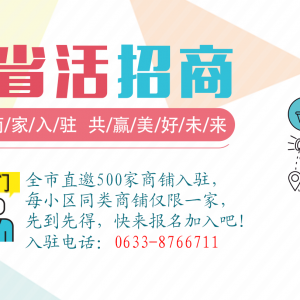 省活招商
商/家/入/驻 共/赢/美/好/未/来
门
全市直邀500家商铺入驻，
每小区同类商铺仅限一家，
先到先得，快来报名加入吧！
入驻电话：0633-8766711